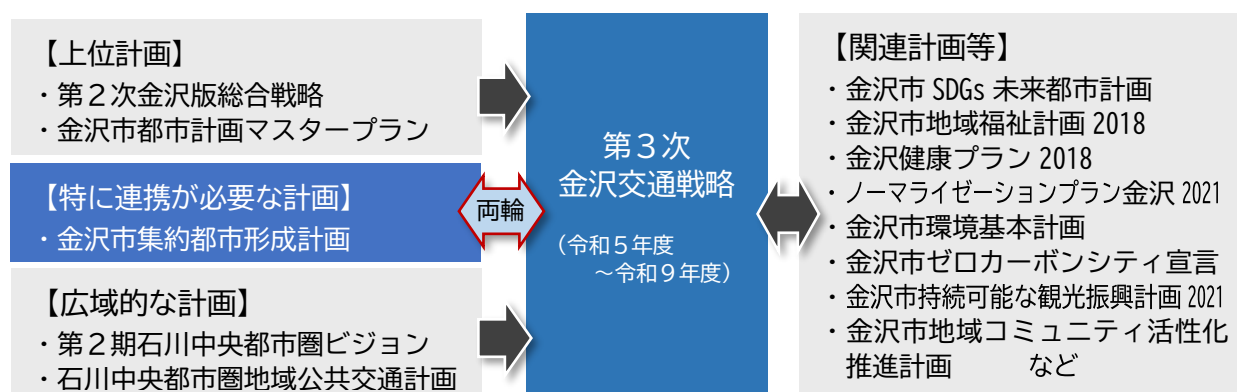 【上位計画】
・第２次金沢版総合戦略
・金沢市都市計画マスタープラン
【特に連携が必要な計画】
・金沢市集約都市形成計画
【広域的な計画】
・第２期石川中央都市圏ビジョン
・石川中央都市圏地域公共交通計画
両輪
第３次
金沢交通戦略
（令和５年度
～令和９年度）
【関連計画等】
・金沢市 SDGs 未来都市計画
・金沢市地域福祉計画 2018
・金沢健康プラン 2018
・ノーマライゼーションプラン金沢 2021
・金沢市環境基本計画
・金沢市ゼロカーボンシティ宣言
・金沢市持続可能な観光振興計画 2021
・金沢市地域コミュニティ活性化
推進計画　　など